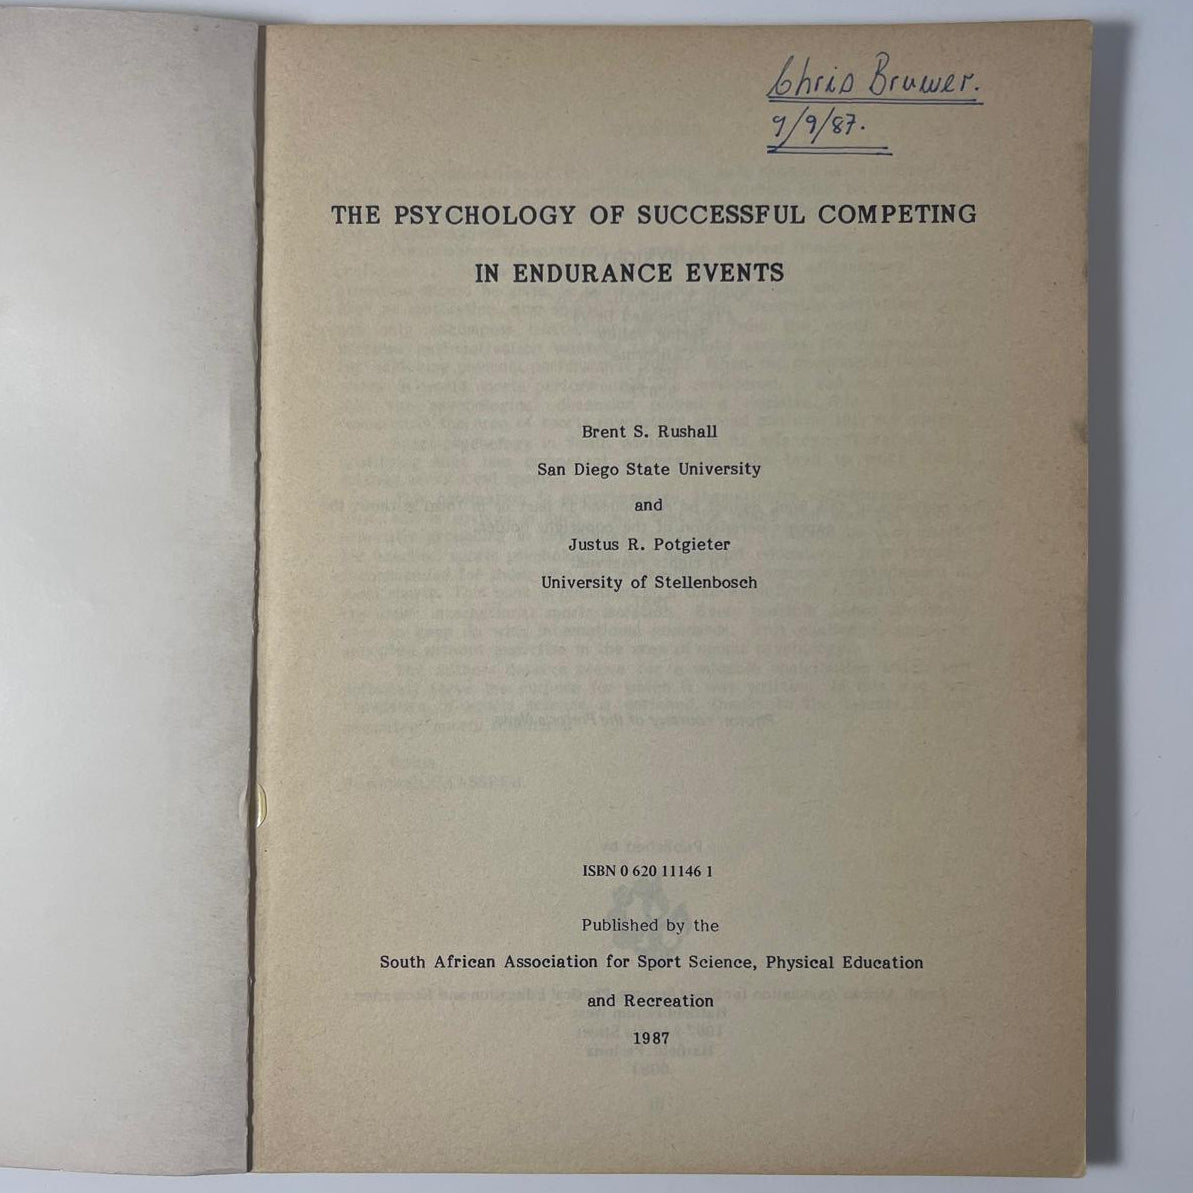 Chris Bruwer.
9/9/87.
THE PSYCHOLOGY OF SUCCESSFUL COMPETING
IN ENDURANCE EVENTS
Brent S. Rushall
San Diego State University
and
Justus R. Potgieter
University of Stellenbosch
ISBN 0 620 11146 1
Published by the
South African Association for Sport Science, Physical Education
and Recreation
1987